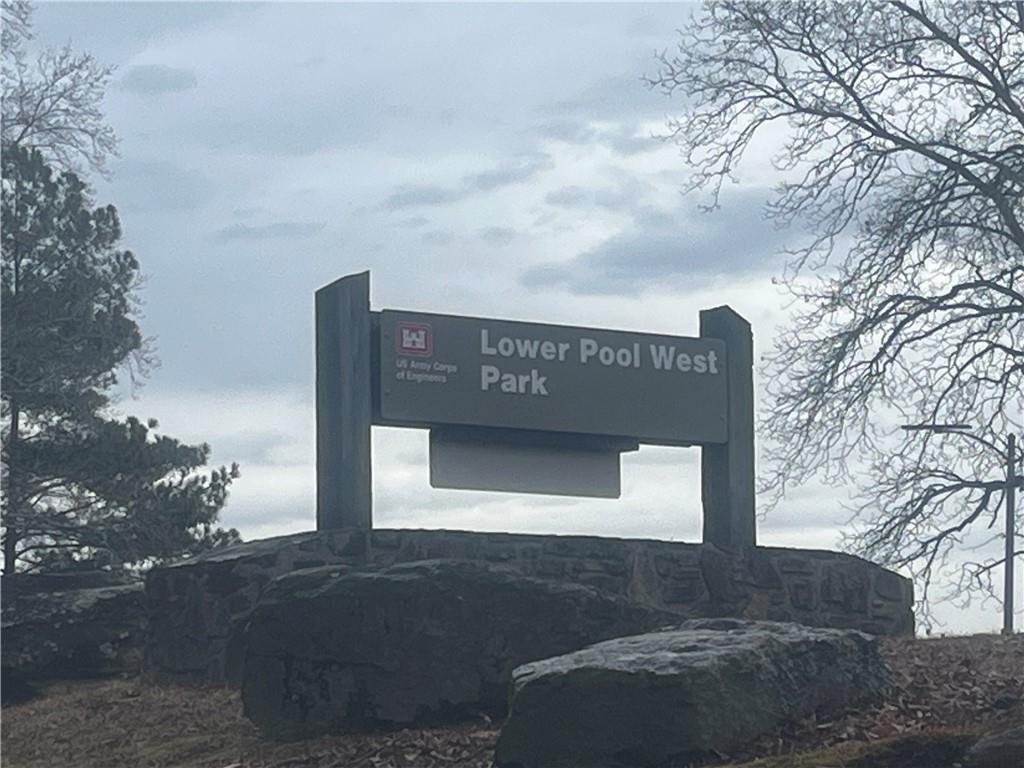 US Army Corps
of Engineers
Lower Pool West
Park